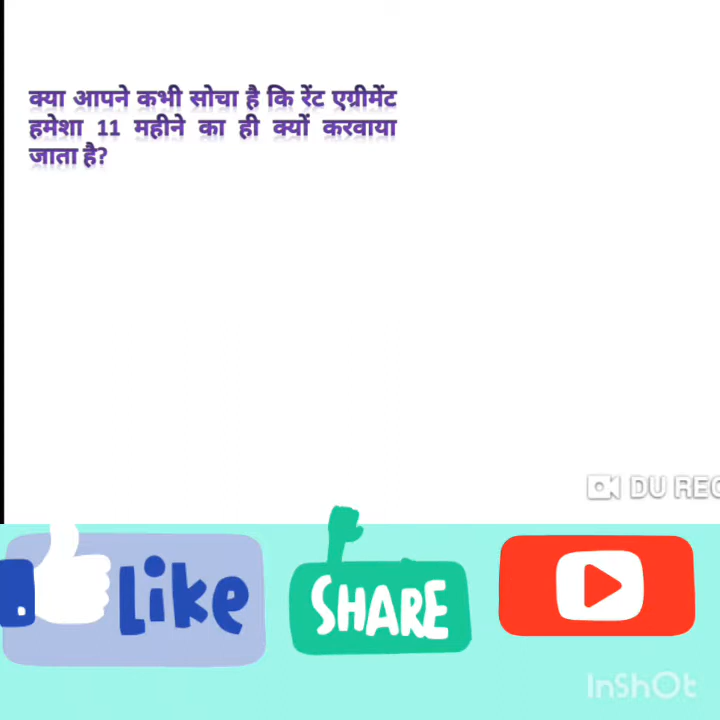 क्या आपने कभी सोचा है कि रेंट एग्रीमेंट
हमेशा 11 महीने का ही क्यों करवाया
जाता है?
DU REC
Like
SHARE
InShOt